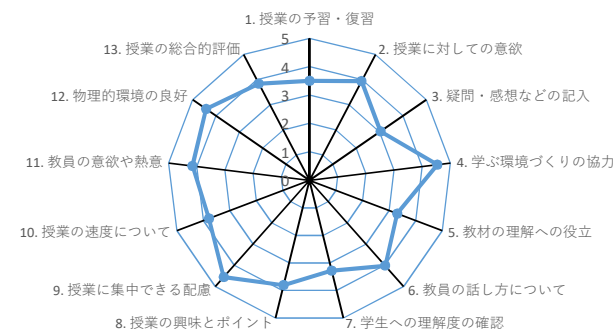 1. 授業の予習・復習
2. 授業に対しての意欲
3. 疑問・感想などの記入
4. 学ぶ環境づくりの協力
5. 教材の理解への役立
6. 教員の話し方について
7. 学生への理解度の確認
8. 授業の興味とポイント
9. 授業に集中できる配慮
10. 授業の速度について
11. 教員の意欲や熱意
12. 物理的環境の良好
13. 授業の総合的評価
5
4
3
2
1
0